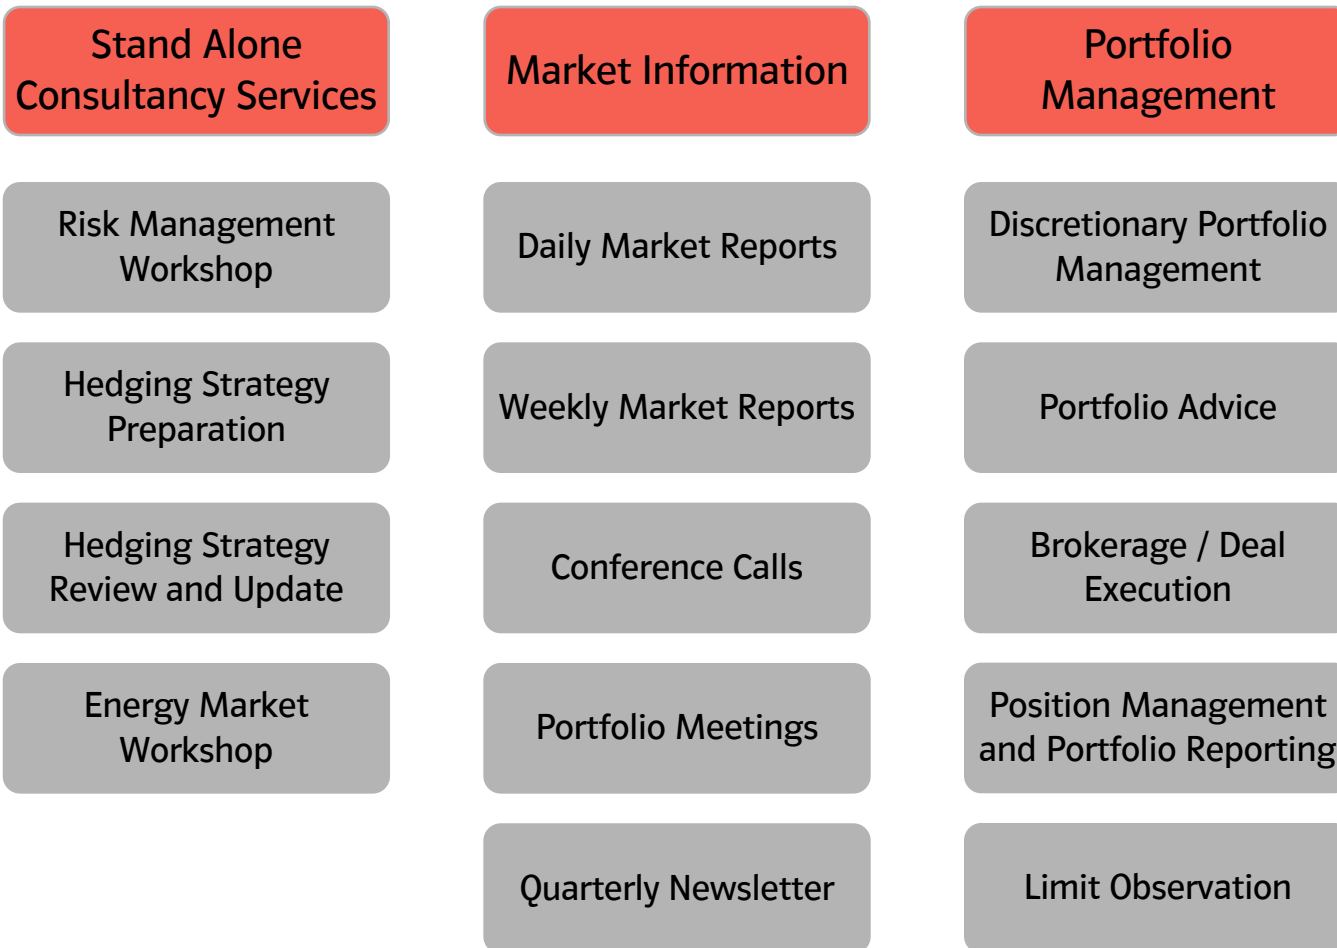 Stand Alone
Consultancy Services
Risk Management
Workshop
Hedging Strategy
Preparation
Hedging Strategy
Review and Update
Energy Market
Workshop
Market Information
Daily Market Reports
Weekly Market Reports
Conference Calls
Portfolio Meetings
Quarterly Newsletter
Portfolio
Management
Discretionary Portfolio
Management
Portfolio Advice
Brokerage / Deal
Execution
Position Management
and Portfolio Reporting
Limit Observation